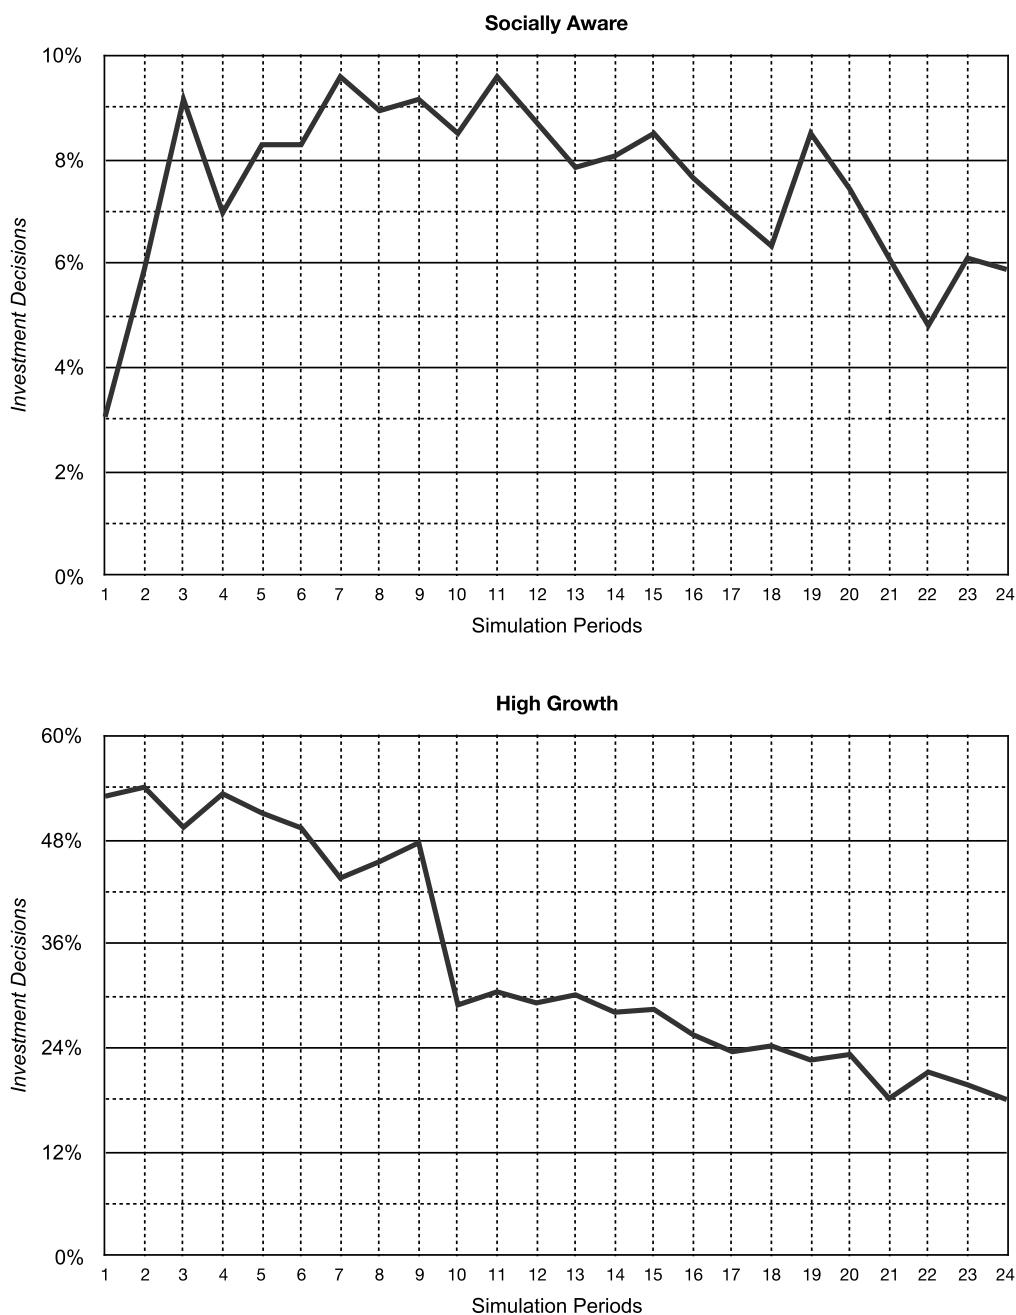 Socially Aware
10%
8%
6%
4%
2%
0%
Investment Decisions
1 2 3 4 5 6 7 8 9 10 11 12 13 14 15 16 17 18 19 20 21 22 23 24
Simulation Periods
High Growth
60%
48%
36%
24%
12%
0%
Investment Decisions
1 2 3 4 5 6 7 8 9 10 11 12 13 14 15 16 17 18 19 20 21 22 23 24
Simulation Periods